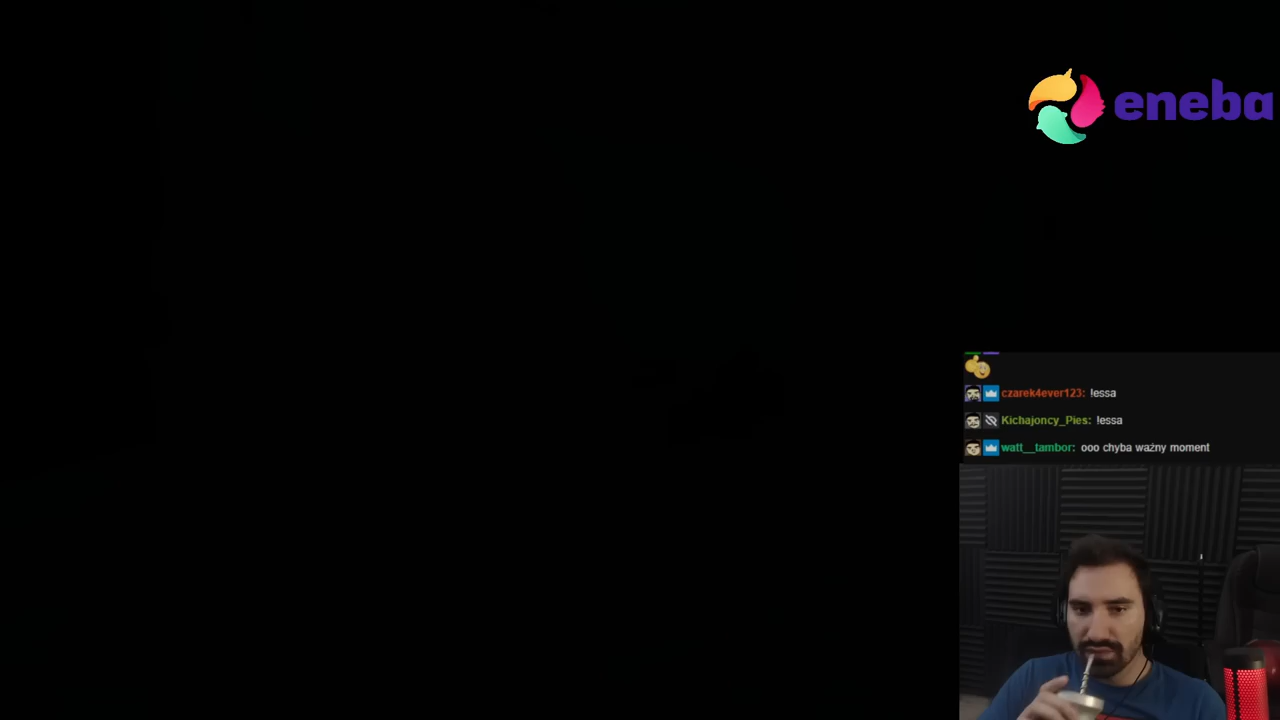 eneba
czarek4ever123: !essa
Kichajoncy_Pies: !essa
watt__tambor: ooo chyba ważny moment